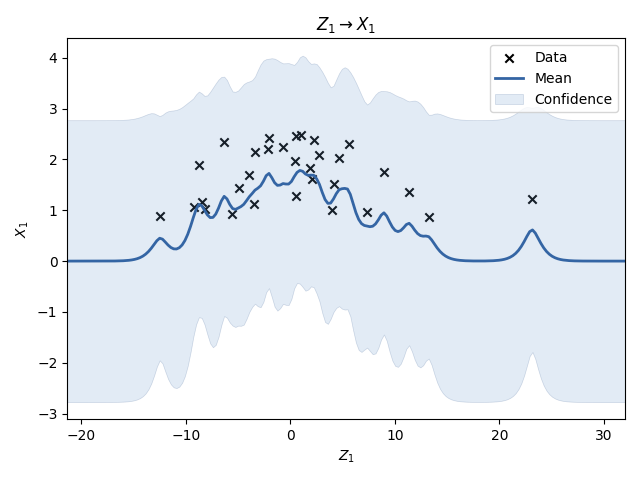 Z₁ → X₁
Data
Mean
Confidence
X₁
4
3
2
1
0
−1
−2
−3
−20
−10
0
10
20
30
Z₁